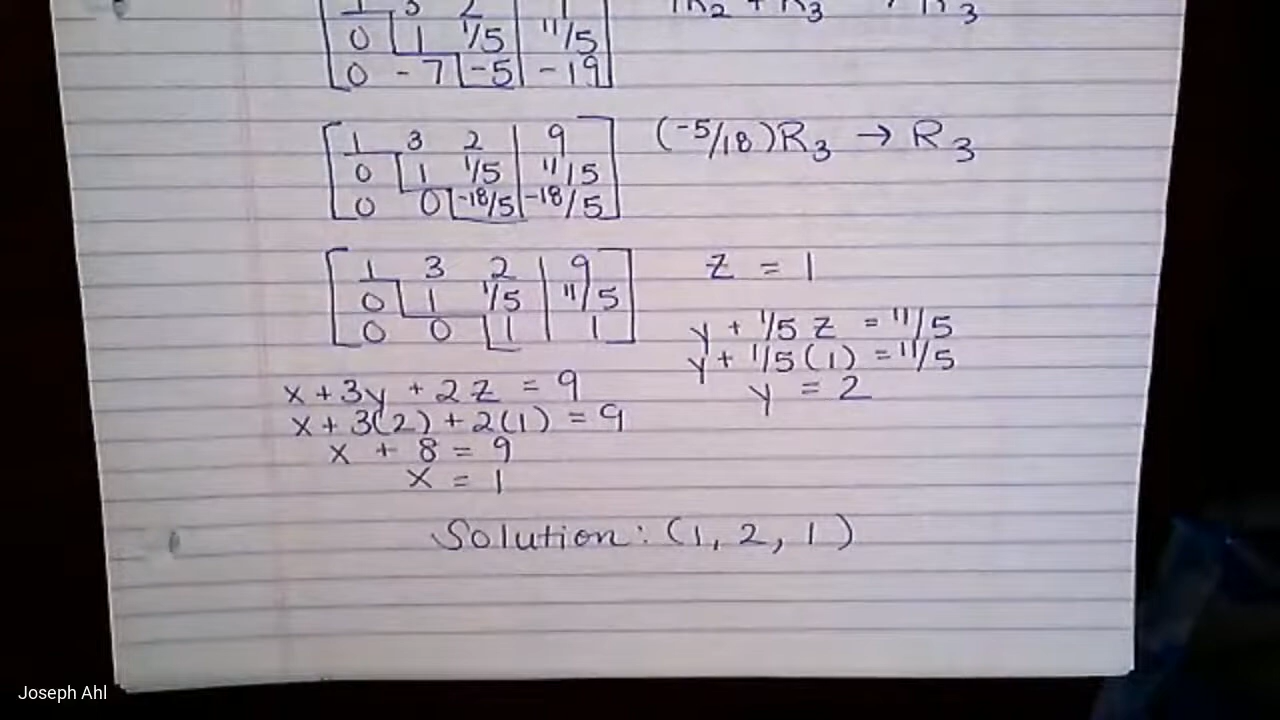 R2 + R3 → R3
0 1 1/5 | 11/5
0 -7 -5 | -19
1 3 2 | 9 (-5/18)R3 → R3
0 1 1/5 | 11/5
0 0 -18/5 | -18/5
1 3 2 | 9 z = 1
0 1 1/5 | 11/5
0 0 1 | 1
y + 1/5 z = 11/5
y + 1/5(1) = 11/5
y = 2
x + 3y + 2z = 9
x + 3(2) + 2(1) = 9
x + 8 = 9
x = 1
Solution: (1, 2, 1)
Joseph Ahl